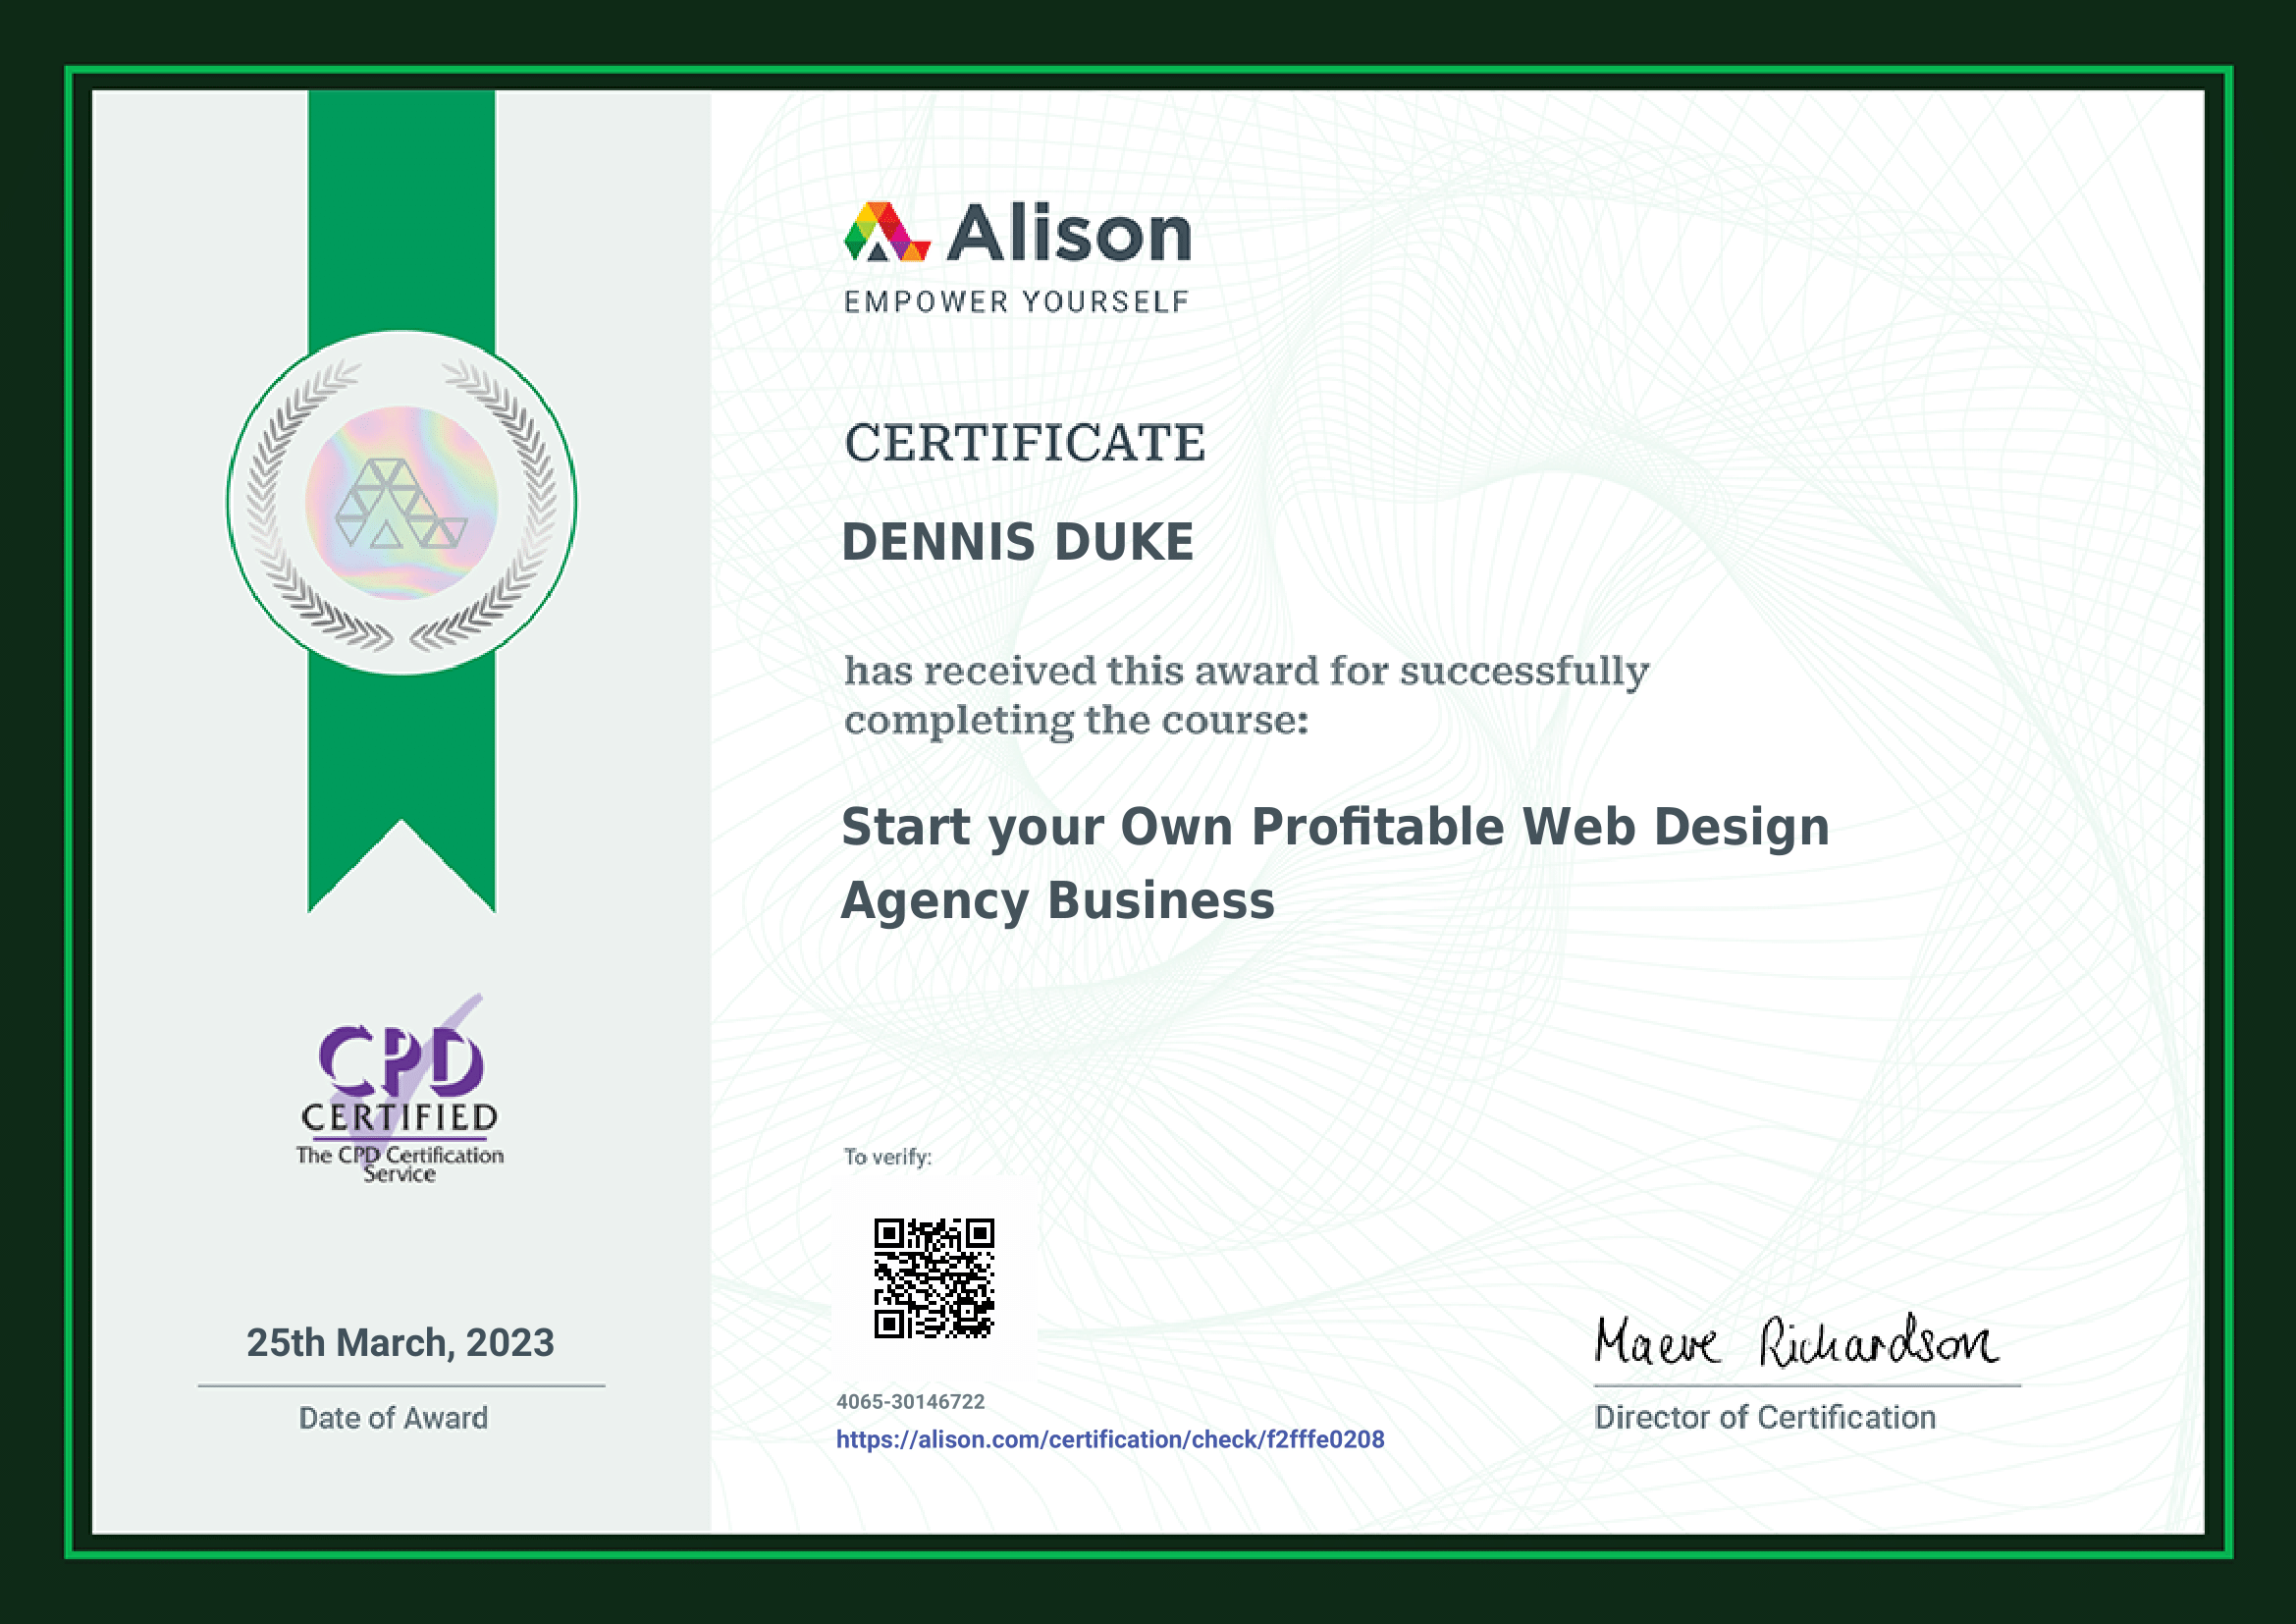 Alison
EMPOWER YOURSELF
CERTIFICATE
DENNIS DUKE
has received this award for successfully
completing the course:
Start your Own Profitable Web Design
Agency Business
CPD
CERTIFIED
The CPD Certification
Service
25th March, 2023
Date of Award
To verify:
4065-30146722
https://alison.com/certification/check/f2fffe0208
Maeve Richardson
Director of Certification